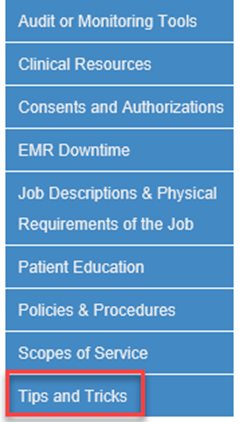 Audit or Monitoring Tools
Clinical Resources
Consents and Authorizations
EMR Downtime
Job Descriptions & Physical
Requirements of the Job
Patient Education
Policies & Procedures
Scopes of Service
Tips and Tricks